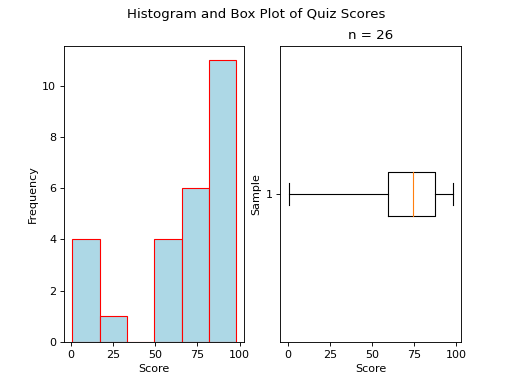 Histogram and Box Plot of Quiz Scores
n = 26
Frequency
10
8
6
4
2
0
0 25 50 75 100
Score
Sample
1
0 25 50 75 100
Score